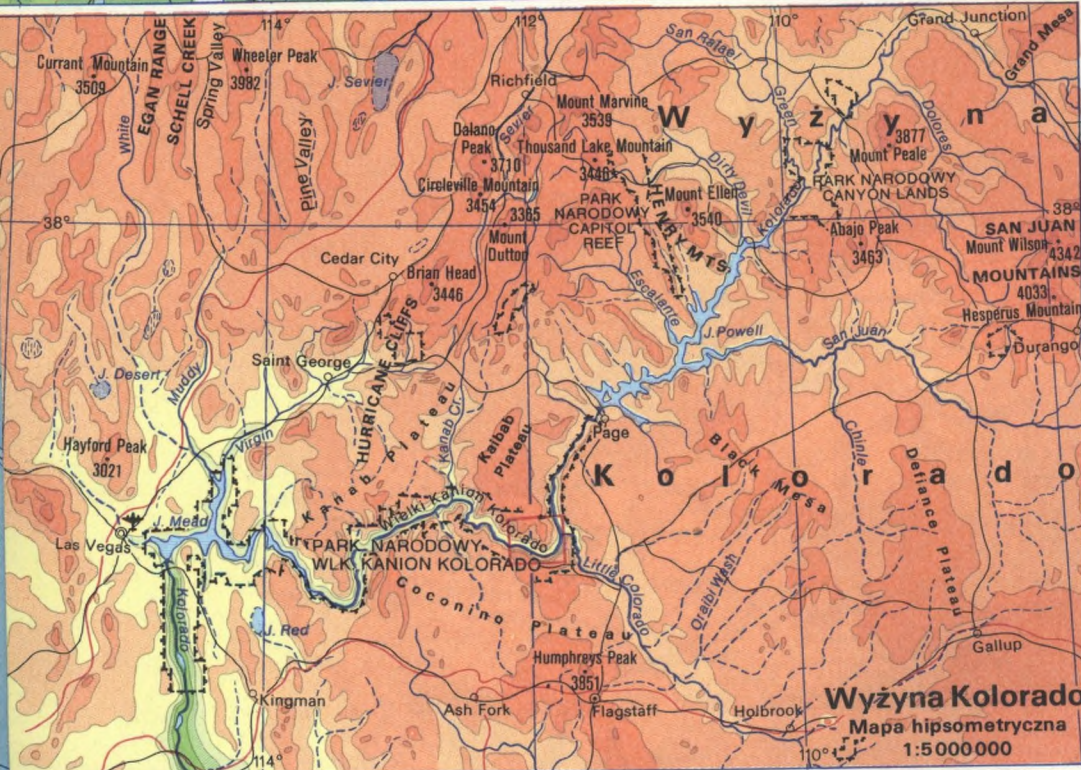 114°
112°
110°
Grand Junction
Grand Mesa
Currant Mountain
3509
EGAN RANGE
SCHELL CREEK
Spring Valley
Wheeler Peak
3982
J. Sevier
Richfield
San Rafael
White
Pine Valley
Sevier
Mount Marvine
3539
Wyżyna
Green
Dolores
Delano
Peak
3710
Thousand Lake Mountain
3446
3877
Mount Peale
Circleville Mountain
3454
3365
Mount
Dutton
PARK
NARODOWY
CAPITOL
REEF
HENRY MTS
Mount Ellen
3540
Dirty Devil
Kolorado
PARK NARODOWY
CANYON LANDS
38°
38°
Abajo Peak
3463
SAN JUAN
Mount Wilson
4342
MOUNTAINS
4033
Hesperus Mountain
Cedar City
Brian Head
3446
Escalante
J. Powell
San Juan
Durango
Saint George
HURRICANE CLIFFS
J. Desert
Muddy
Virgin
Hayford Peak
3021
Kanab Plateau
Kanab Cr.
Kaibab
Plateau
Page
Kolorado
Black Mesa
Chinle
Defiance Plateau
J. Mead
Las Vegas
Wielki Kanion Kolorado
PARK NARODOWY
WLK. KANION KOLORADO
Little Colorado
Coconino Plateau
Oraibi Wash
Kolorado
J. Red
Humphreys Peak
3851
Gallup
Kingman
Ash Fork
Flagstaff
Holbrook
114°
110°
Wyżyna Kolorado
Mapa hipsometryczna
1:5000000